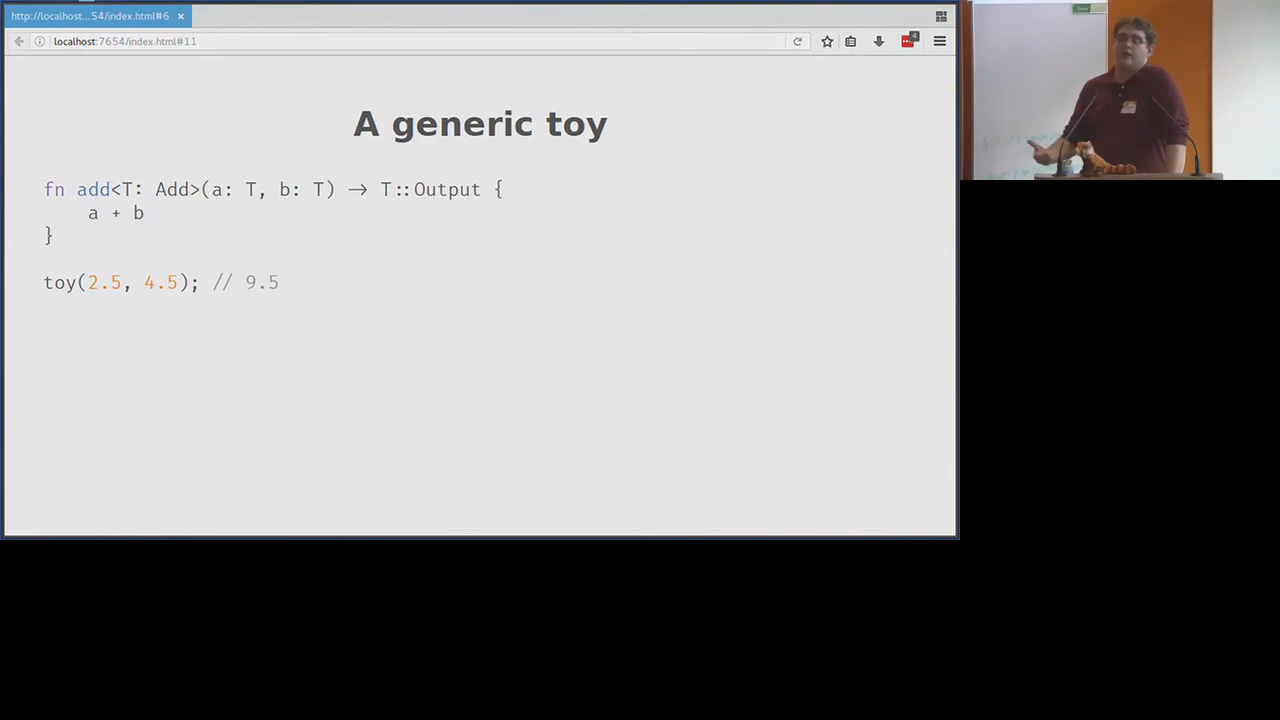 http://localhost...54/index.html#6 ×
localhost:7654/index.html#11
4
A generic toy
fn add<T: Add>(a: T, b: T) -> T::Output {
    a + b
}
toy(2.5, 4.5); // 9.5